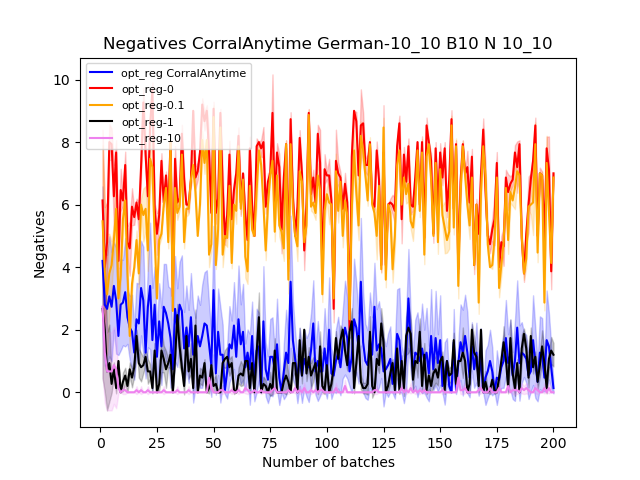 Negatives CorralAnytime German-10_10 B10 N 10_10
opt_reg CorralAnytime
opt_reg-0
opt_reg-0.1
opt_reg-1
opt_reg-10
10
8
6
4
2
0
Negatives
0 25 50 75 100 125 150 175 200
Number of batches